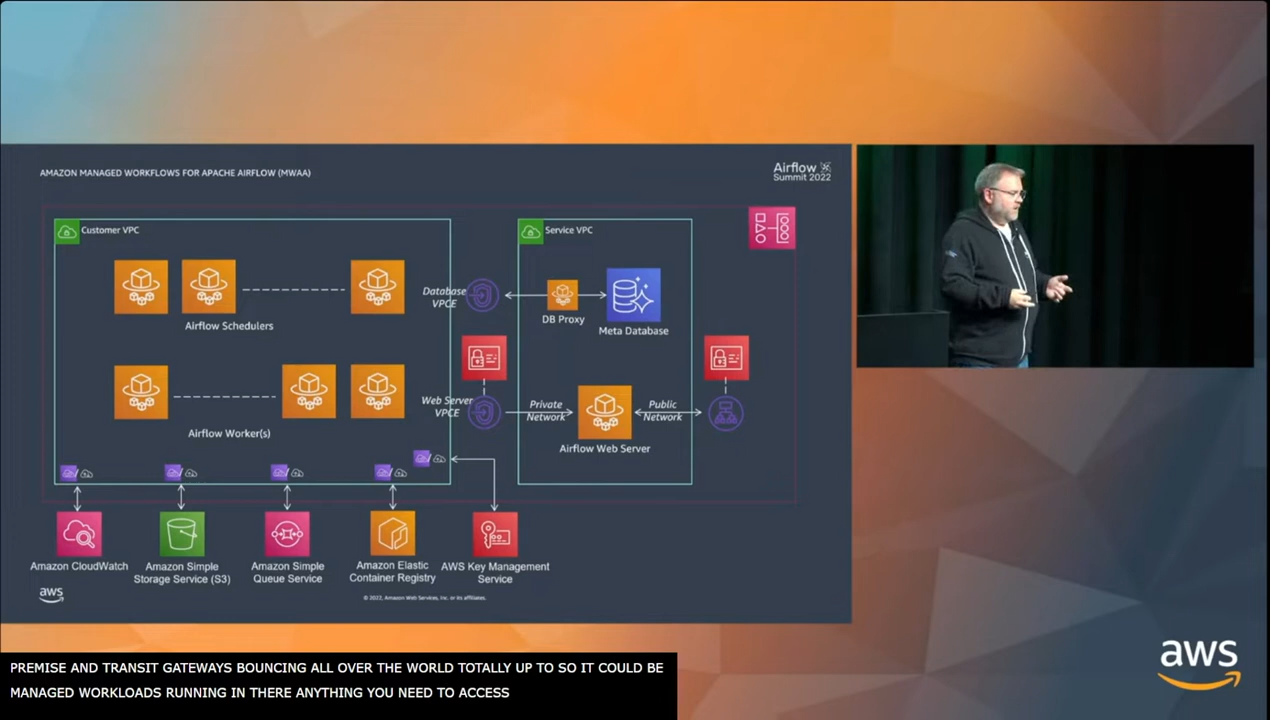 AMAZON MANAGED WORKFLOWS FOR APACHE AIRFLOW (MWAA)
Airflow
Summit 2022
Customer VPC
Service VPC
Database
VPCE
DB Proxy
Meta Database
Airflow Schedulers
Web Server
VPCE
Private
Network
Public
Network
Airflow Worker(s)
Airflow Web Server
Amazon CloudWatch
Amazon Simple
Storage Service (S3)
Amazon Simple
Queue Service
Amazon Elastic
Container Registry
AWS Key Management
Service
aws
© 2022, Amazon Web Services, Inc. or its affiliates.
aws
PREMISE AND TRANSIT GATEWAYS BOUNCING ALL OVER THE WORLD TOTALLY UP TO SO IT COULD BE
MANAGED WORKLOADS RUNNING IN THERE ANYTHING YOU NEED TO ACCESS